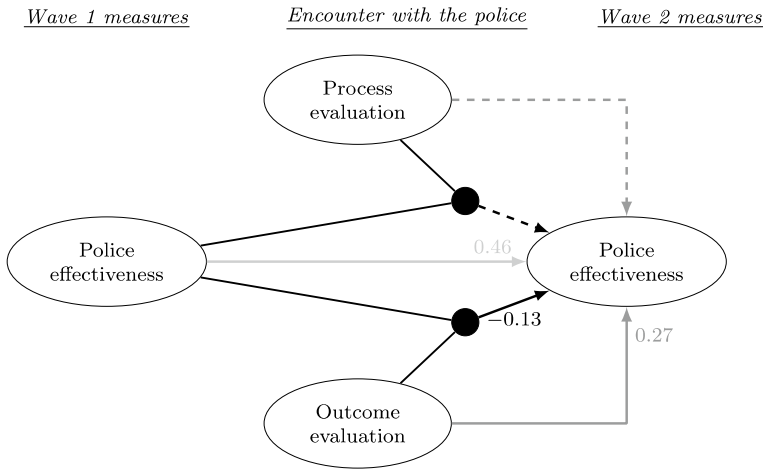 Wave 1 measures
Encounter with the police
Wave 2 measures
Process
evaluation
Police
effectiveness
0.46
Police
effectiveness
−0.13
0.27
Outcome
evaluation